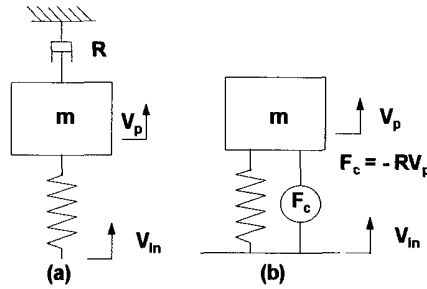 R
m
V_p
V_in
(a)
m
V_p
F_c = - RV_p
F_c
V_in
(b)